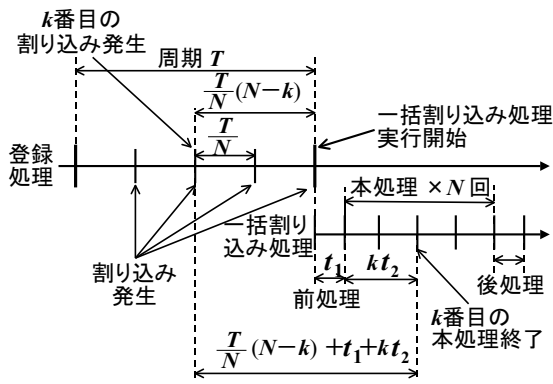 k番目の
割り込み発生
周期 T
T/N (N−k)
T/N
一括割り込み処理
実行開始
登録
処理
本処理 ×N 回
一括割り
込み処理
割り込み
発生
t₁
kt₂
前処理
後処理
k番目の
本処理終了
T/N (N−k) +t₁+kt₂